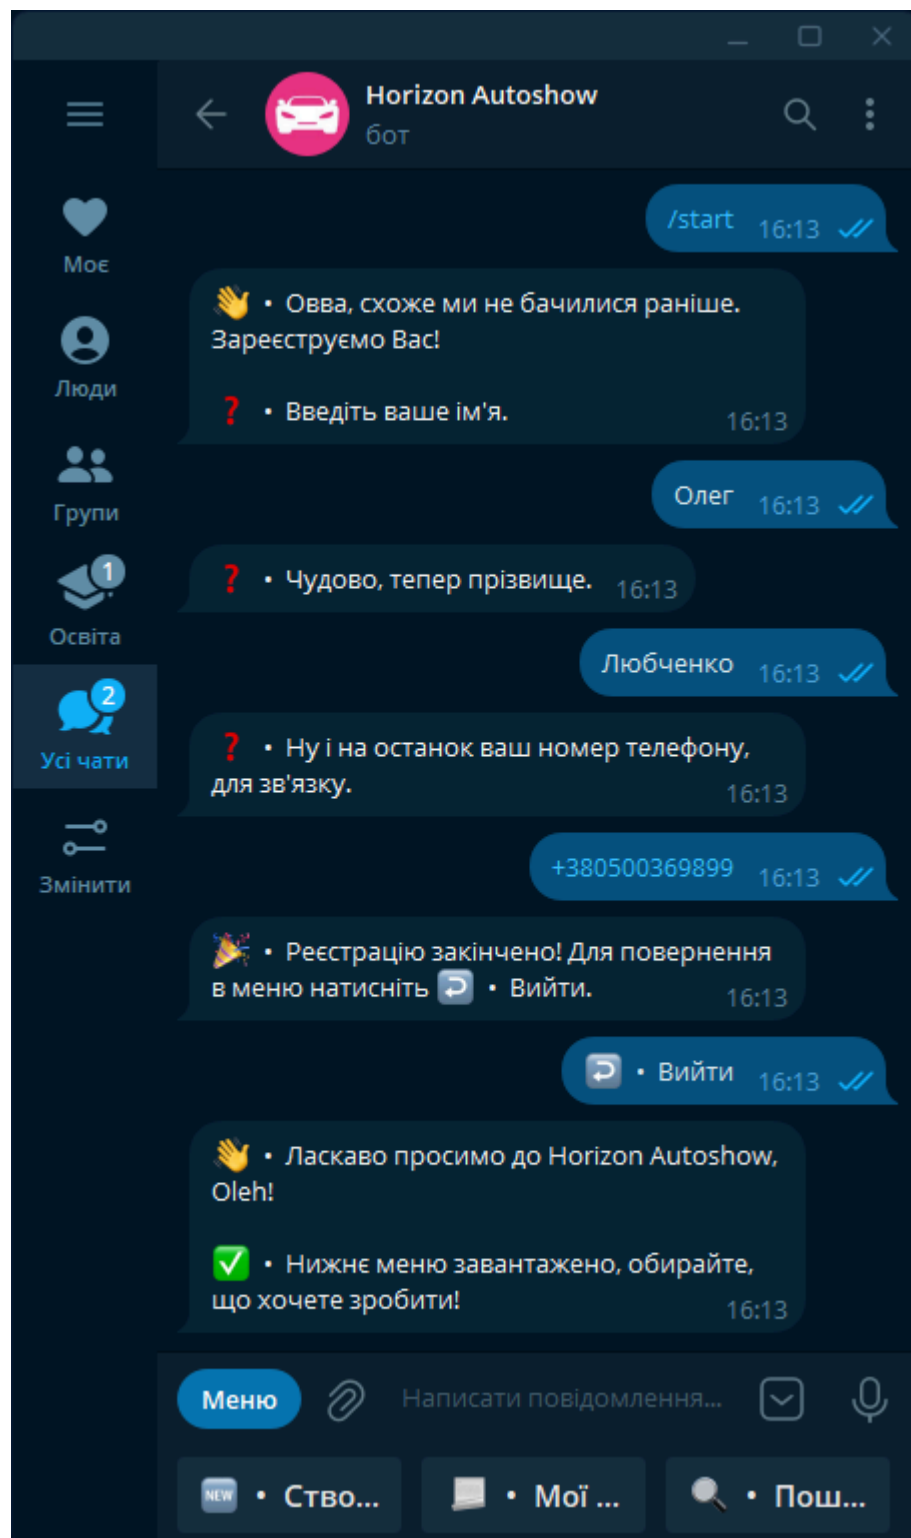 Horizon Autoshow
бот
/start 16:13
Моє
👋 • Овва, схоже ми не бачилися раніше.
Зареєструємо Вас!
❓ • Введіть ваше ім'я.
16:13
Люди
Групи
Олег 16:13
❓ • Чудово, тепер прізвище. 16:13
1
Освіта
Любченко 16:13
2
Усі чати
❓ • Ну і на останок ваш номер телефону,
для зв'язку.
16:13
+380500369899 16:13
Змінити
🎉 • Реєстрацію закінчено! Для повернення
в меню натисніть ↩️ • Вийти.
16:13
↩️ • Вийти 16:13
👋 • Ласкаво просимо до Horizon Autoshow,
Oleh!
✅ • Нижнє меню завантажено, обирайте,
що хочете зробити!
16:13
Меню
Написати повідомлення...
NEW • Ство...
• Мої ...
🔍 • Пош...